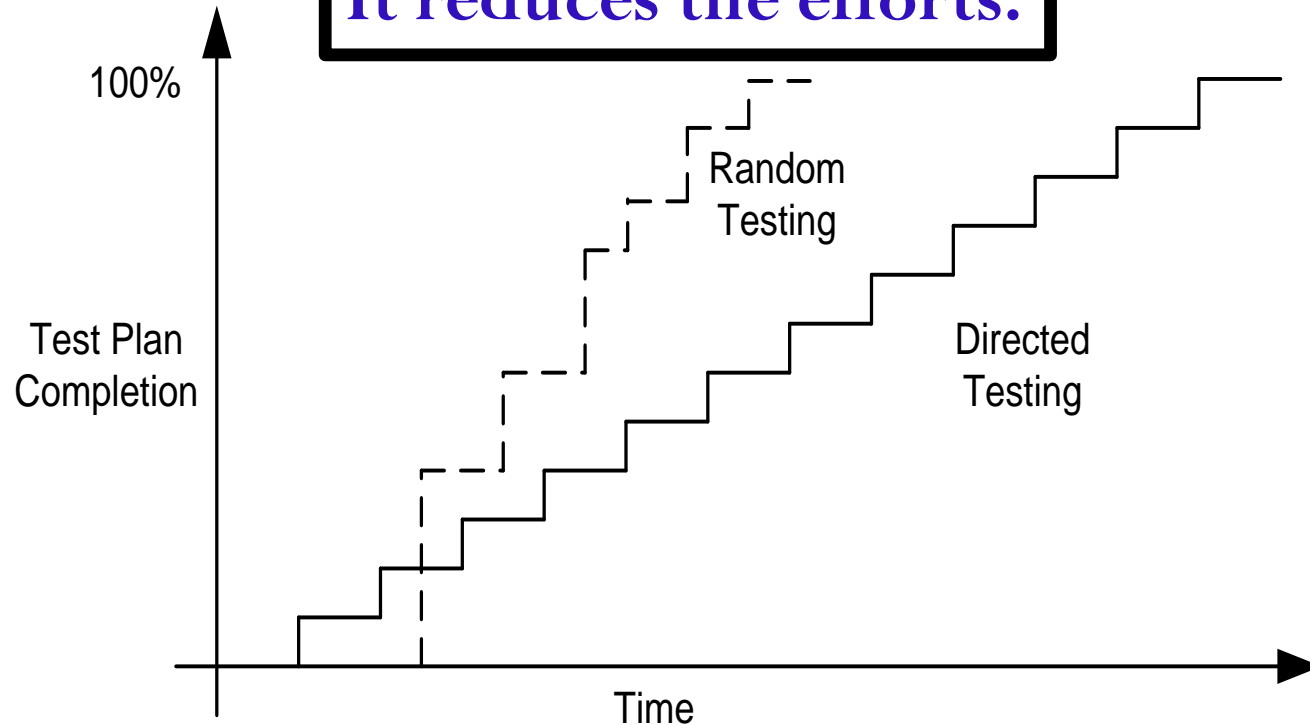 It reduces the efforts.
100%
Random
Testing
Test Plan
Completion
Directed
Testing
Time